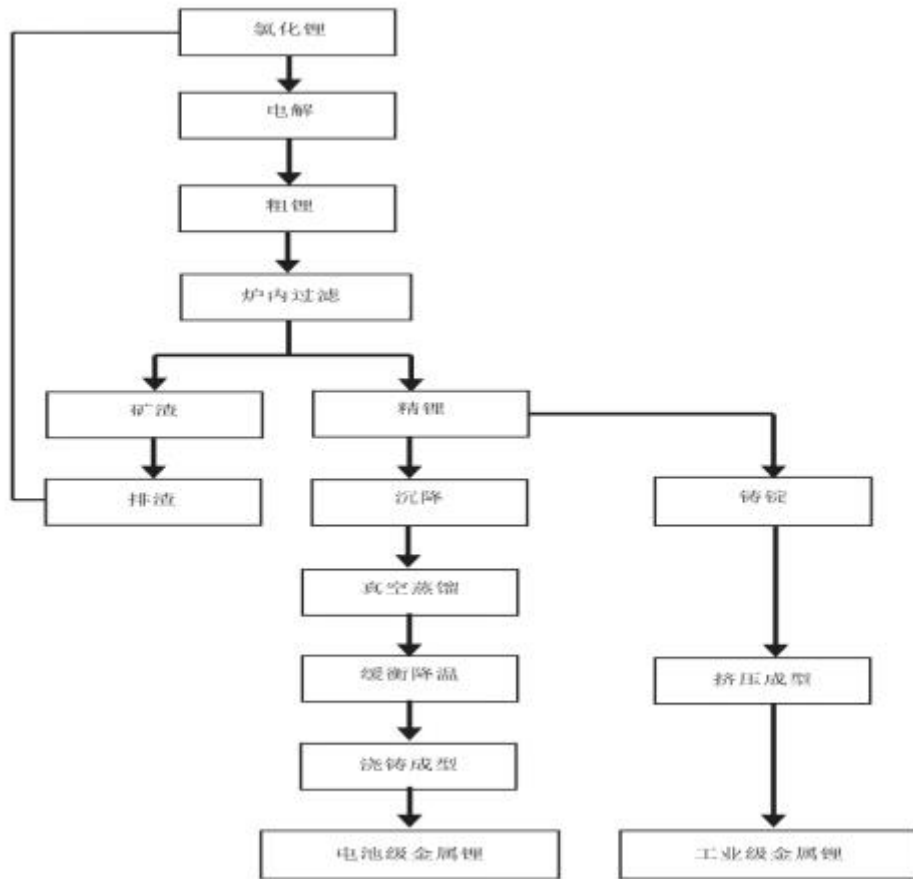 氯化锂
电解
粗锂
炉内过滤
矿渣
精锂
排渣
沉降
铸锭
真空蒸馏
缓衡降温
挤压成型
浇铸成型
电池级金属锂
工业级金属锂